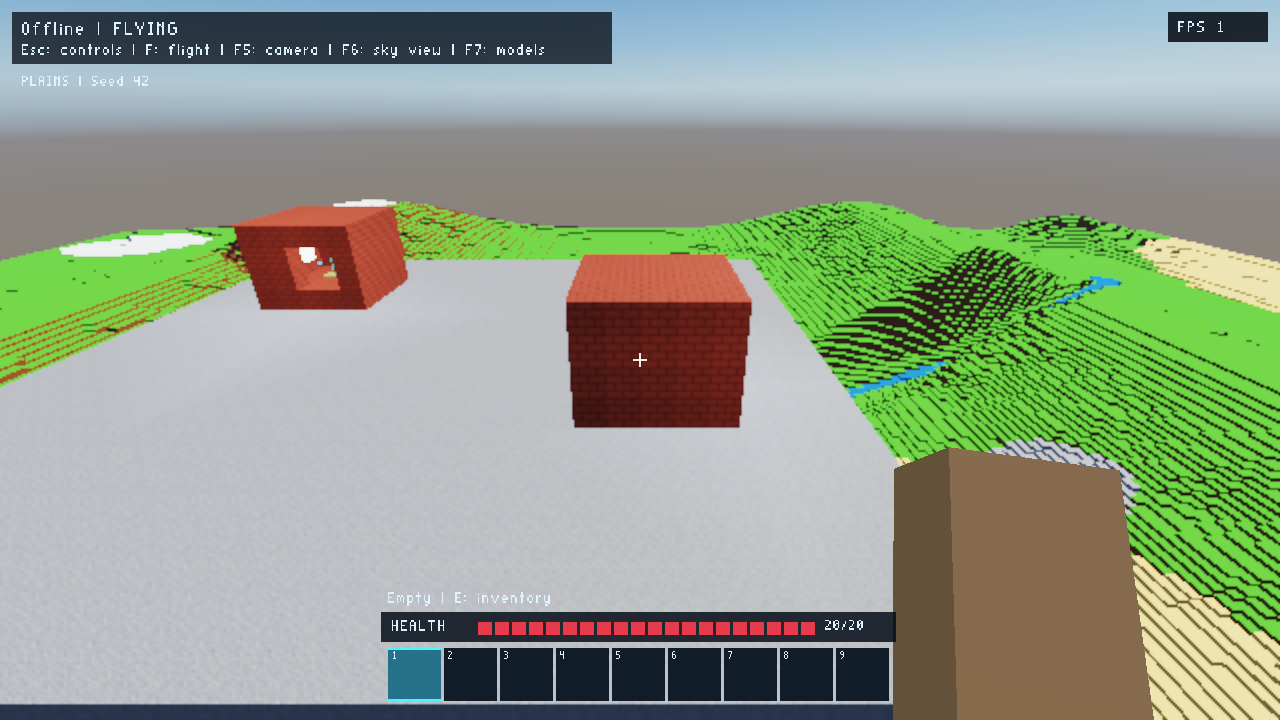 Offline | FLYING
FPS 1
Esc: controls | F: flight | F5: camera | F6: sky view | F7: models
PLAINS | Seed 42
Empty | E: inventory
HEALTH 20/20
1 2 3 4 5 6 7 8 9